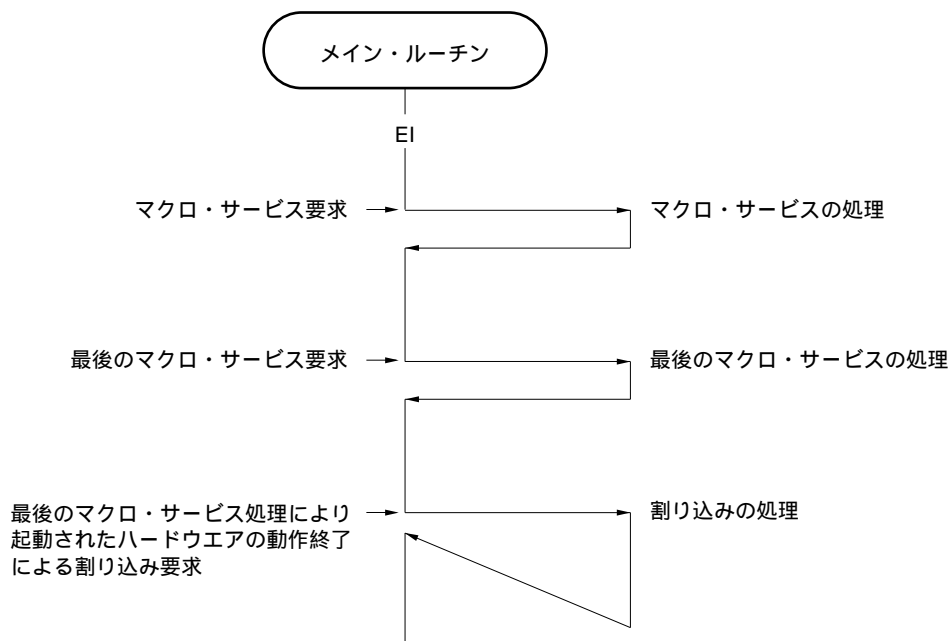 メイン・ルーチン
EI
マクロ・サービス要求
マクロ・サービスの処理
最後のマクロ・サービス要求
最後のマクロ・サービスの処理
最後のマクロ・サービス処理により
起動されたハードウエアの動作終了
による割り込み要求
割り込みの処理